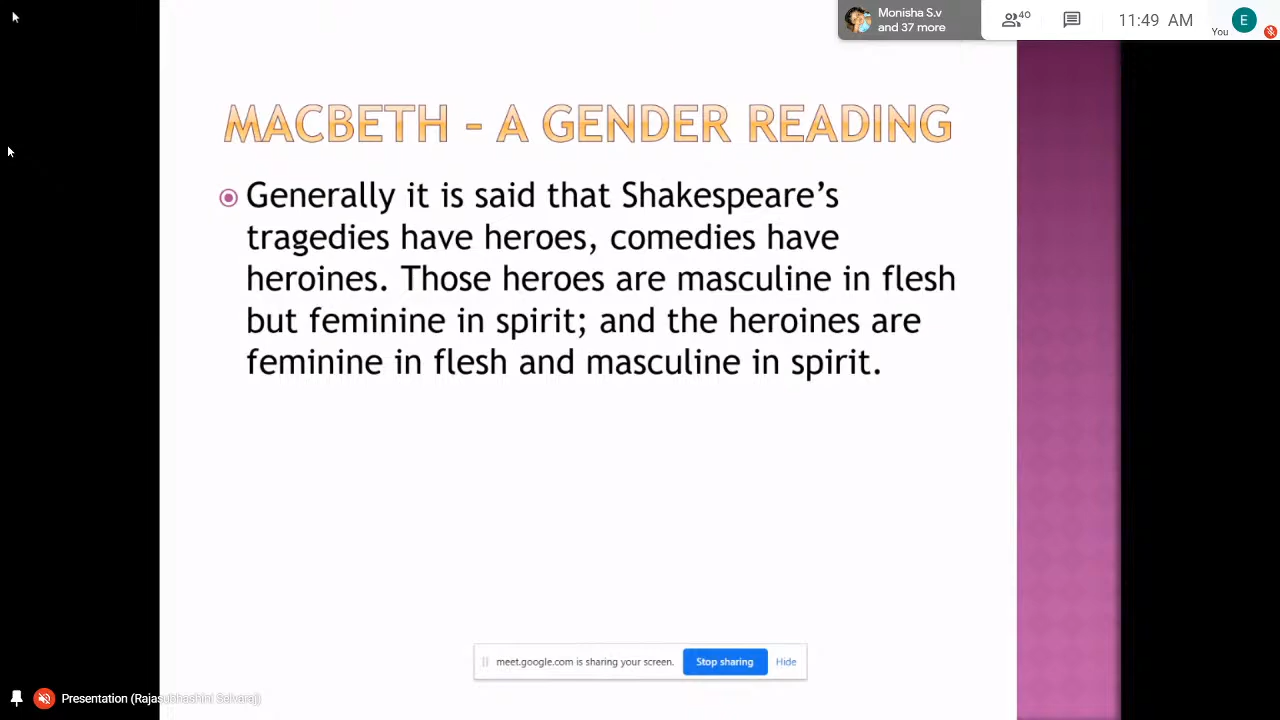 Monisha S.v
and 37 more
40
11:49 AM
You
E
MACBETH – A GENDER READING
Generally it is said that Shakespeare’s
tragedies have heroes, comedies have
heroines. Those heroes are masculine in flesh
but feminine in spirit; and the heroines are
feminine in flesh and masculine in spirit.
meet.google.com is sharing your screen.
Stop sharing
Hide
Presentation (Rajasubhashini Selvaraj)